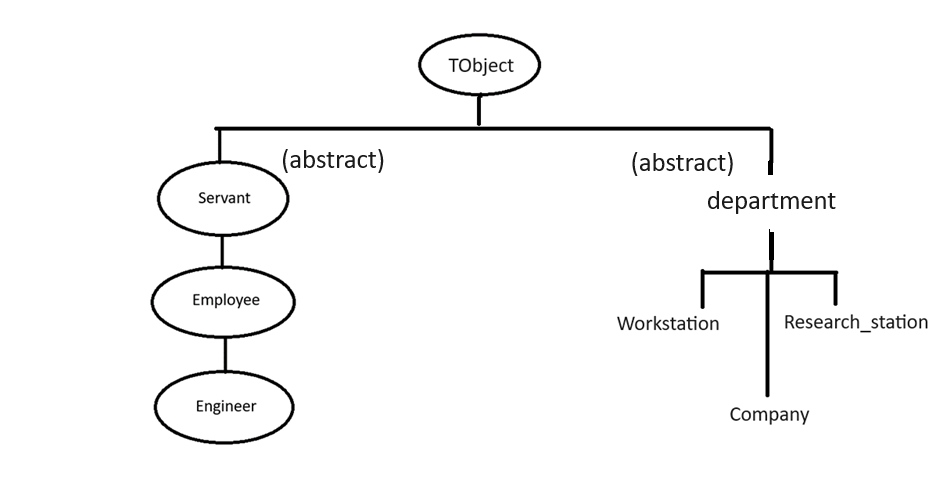 TObject
(abstract)
(abstract)
Servant
department
Employee
Workstation
Research_station
Engineer
Company